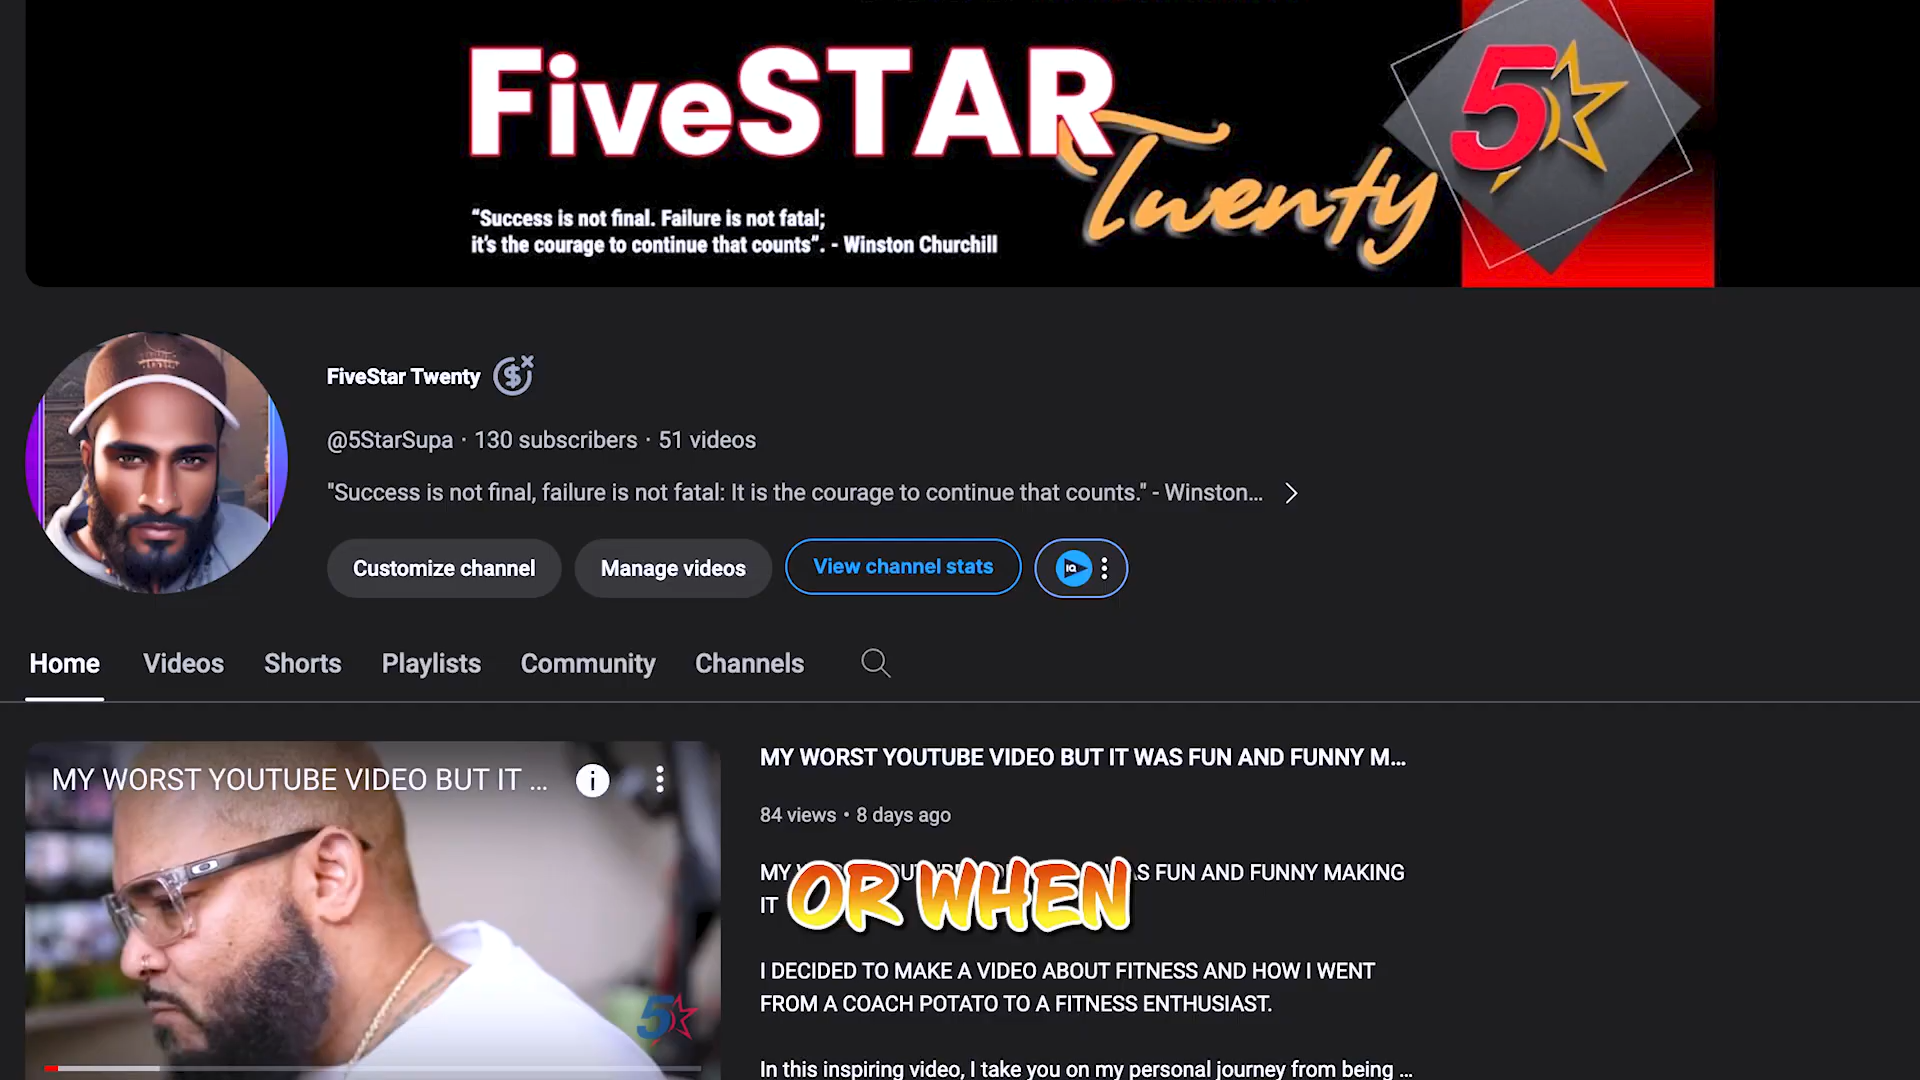 FiveSTAR
Twenty
5
“Success is not final. Failure is not fatal;
it's the courage to continue that counts”. - Winston Churchill
FiveStar Twenty
@5StarSupa · 130 subscribers · 51 videos
"Success is not final, failure is not fatal: It is the courage to continue that counts." - Winston...
Customize channel
Manage videos
View channel stats
IQ
Home
Videos
Shorts
Playlists
Community
Channels
MY WORST YOUTUBE VIDEO BUT IT ...
5
MY WORST YOUTUBE VIDEO BUT IT WAS FUN AND FUNNY M...
84 views • 8 days ago
MY FUN AND FUNNY MAKING
IT
OR WHEN
I DECIDED TO MAKE A VIDEO ABOUT FITNESS AND HOW I WENT
FROM A COACH POTATO TO A FITNESS ENTHUSIAST.
In this inspiring video, I take you on my personal journey from being ...